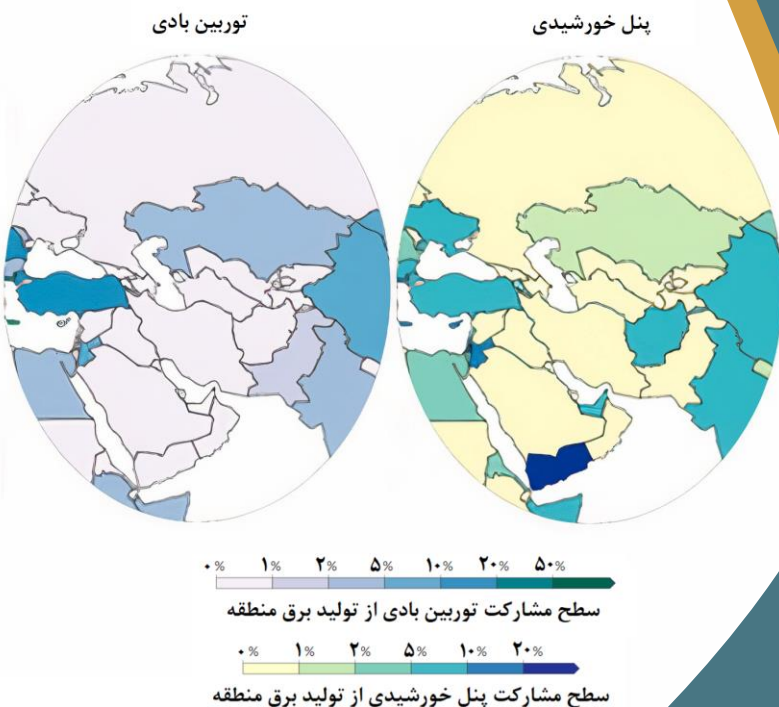 توربین بادی
پنل خورشیدی
۰% ۱% ۲% ۵% ۱۰% ۲۰% ۵۰%
سطح مشارکت توربین بادی از تولید برق منطقه
۰% ۱% ۲% ۵% ۱۰% ۲۰%
سطح مشارکت پنل خورشیدی از تولید برق منطقه